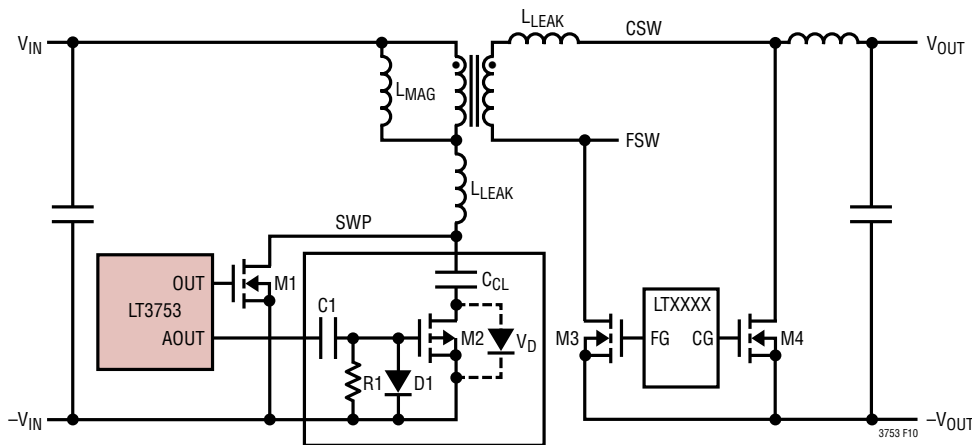 LLEAK
CSW
VIN
VOUT
LMAG
FSW
LLEAK
SWP
CCL
OUT
M1
LT3753
C1
LTXXXX
AOUT
M2
VD
M3
FG
CG
M4
R1
D1
–VIN
–VOUT
3753 F10